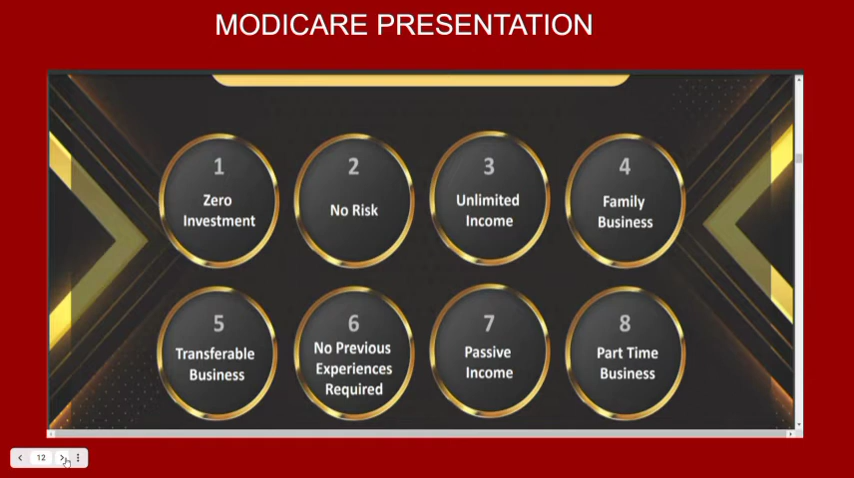 MODICARE PRESENTATION
1
Zero
Investment
2
No Risk
3
Unlimited
Income
4
Family
Business
5
Transferable
Business
6
No Previous
Experiences
Required
7
Passive
Income
8
Part Time
Business
12